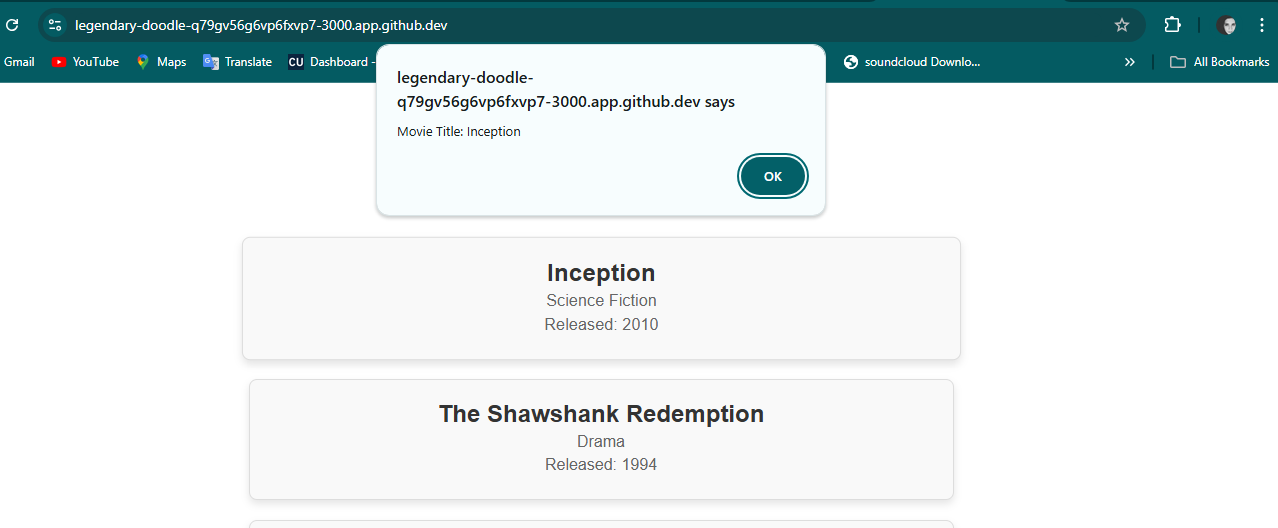 legendary-doodle-q79gv56g6vp6fxvp7-3000.app.github.dev
Gmail YouTube Maps Translate CU Dashboard - soundcloud Downlo... » All Bookmarks
legendary-doodle-
q79gv56g6vp6fxvp7-3000.app.github.dev says
Movie Title: Inception
OK
Inception
Science Fiction
Released: 2010
The Shawshank Redemption
Drama
Released: 1994